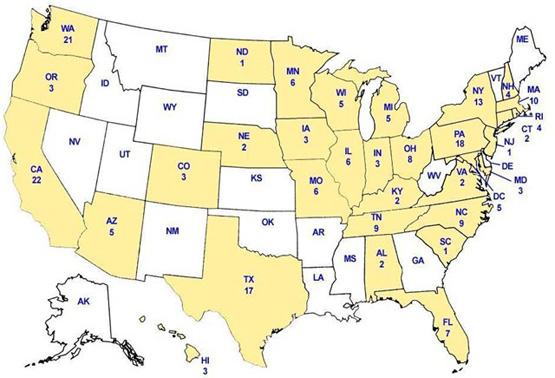 WA
21
MT
ND
1
MN
6
ME
VT
NH
4
MA
10
RI
4
CT
2
NY
13
OR
3
ID
SD
WI
5
MI
5
WY
PA
18
NJ
1
DE
MD
3
DC
5
NE
2
IA
3
IL
6
IN
3
OH
8
WV
VA
2
NV
UT
CO
3
CA
22
KS
MO
6
KY
2
TN
9
NC
9
SC
1
AZ
5
NM
OK
AR
MS
AL
2
GA
TX
17
LA
FL
7
AK
HI
3